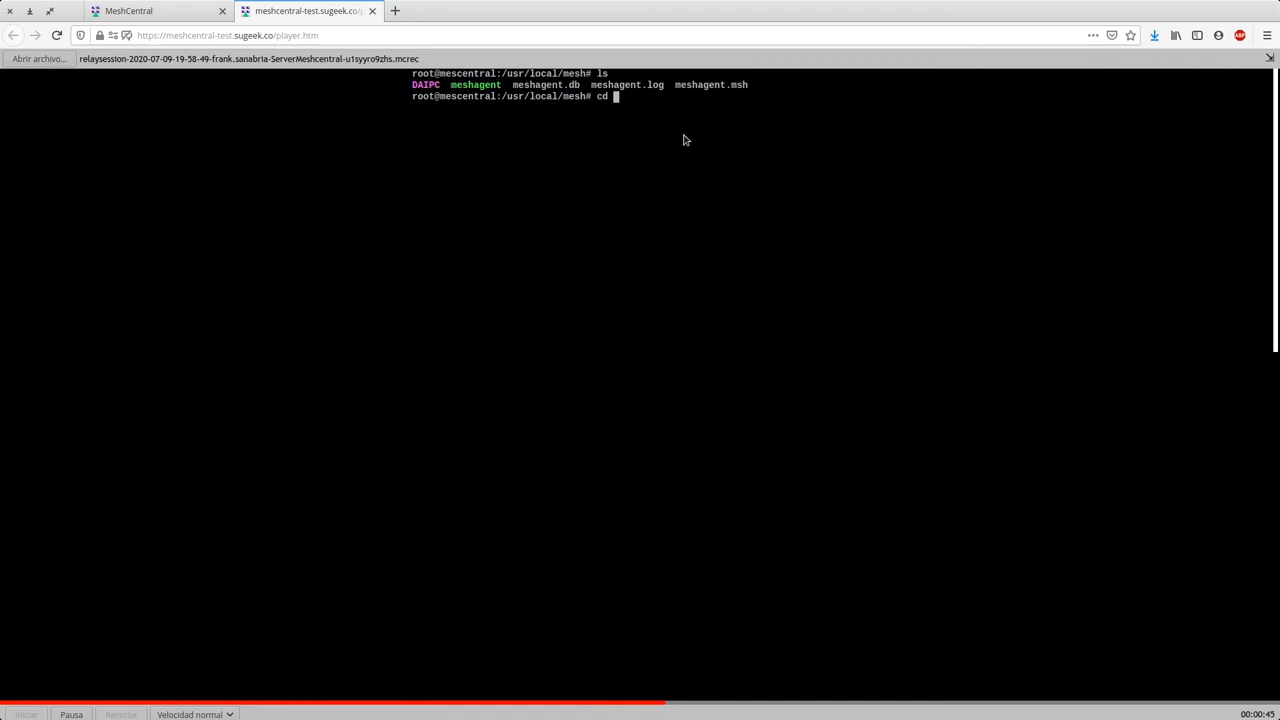 MeshCentral
meshcentral-test.sugeek.co/p
https://meshcentral-test.sugeek.co/player.htm
ABP
Abrir archivo...
relaysession-2020-07-09-19-58-49-frank.sanabria-ServerMeshcentral-u1syyro9zhs.mcrec
root@mescentral:/usr/local/mesh# ls
DAIPC meshagent meshagent.db meshagent.log meshagent.msh
root@mescentral:/usr/local/mesh# cd
Iniciar Pausa Reiniciar Velocidad normal 00:00:45